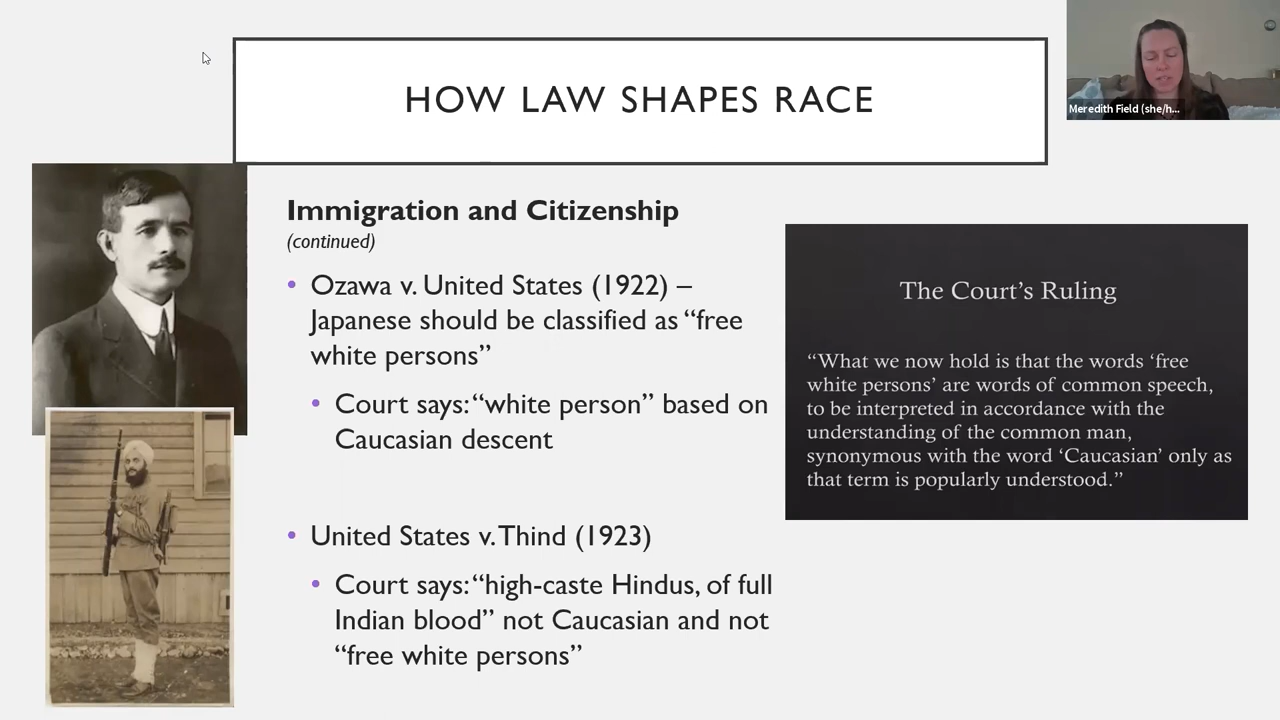 HOW LAW SHAPES RACE
Meredith Field (she/h...
Immigration and Citizenship
(continued)
• Ozawa v. United States (1922) –
Japanese should be classified as “free
white persons”
• Court says: “white person” based on
Caucasian descent
• United States v. Thind (1923)
• Court says: “high-caste Hindus, of full
Indian blood” not Caucasian and not
“free white persons”
The Court’s Ruling
“What we now hold is that the words ‘free
white persons’ are words of common speech,
to be interpreted in accordance with the
understanding of the common man,
synonymous with the word ‘Caucasian’ only as
that term is popularly understood.”